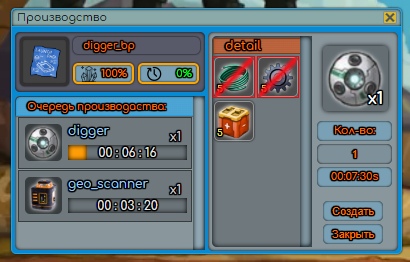 Производство
digger_bp
100%
0%
Очередь производства:
digger
x1
00:06:16
geo_scanner
x1
00:03:20
detail
5
5
5
x1
Кол-во:
1
00:07:30s
Создать
Закрыть